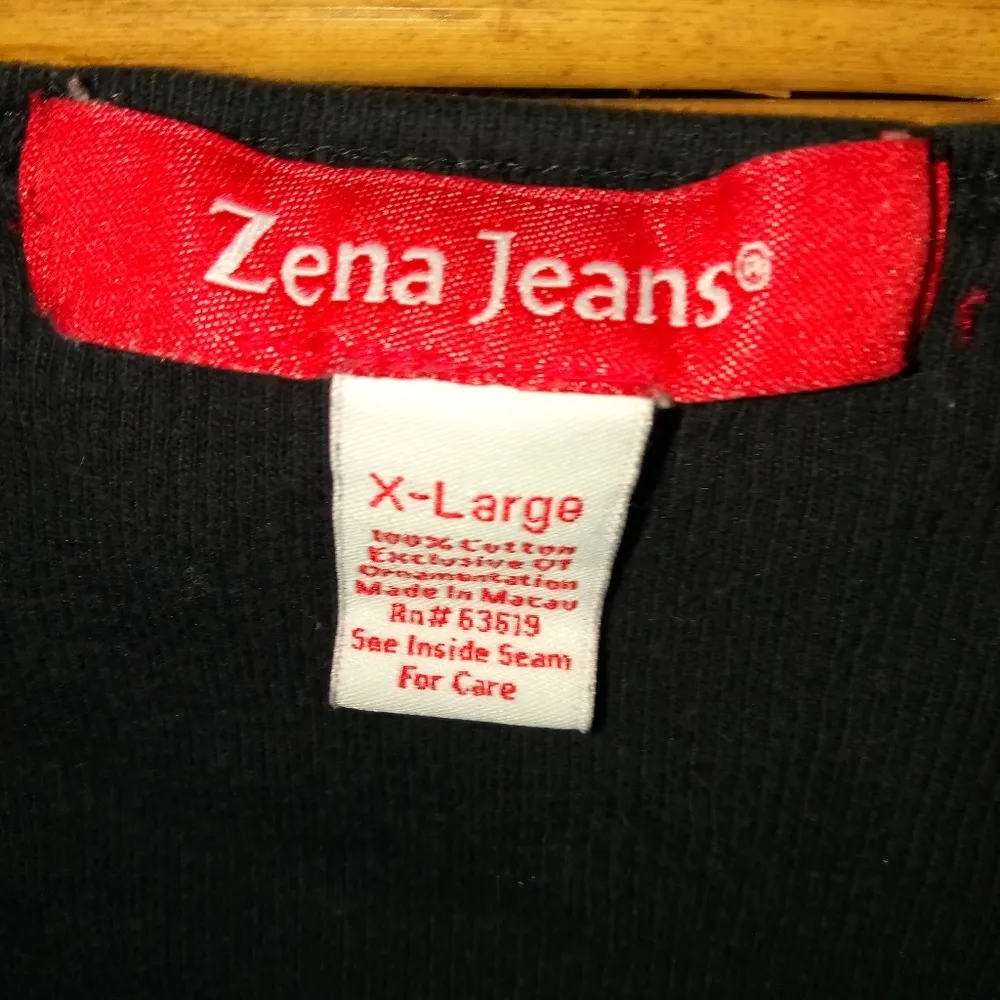 Zena Jeans®
X-Large
100% Cotton
Exclusive Of
Ornamentation
Made In Macau
Rn# 63619
See Inside Seam
For Care